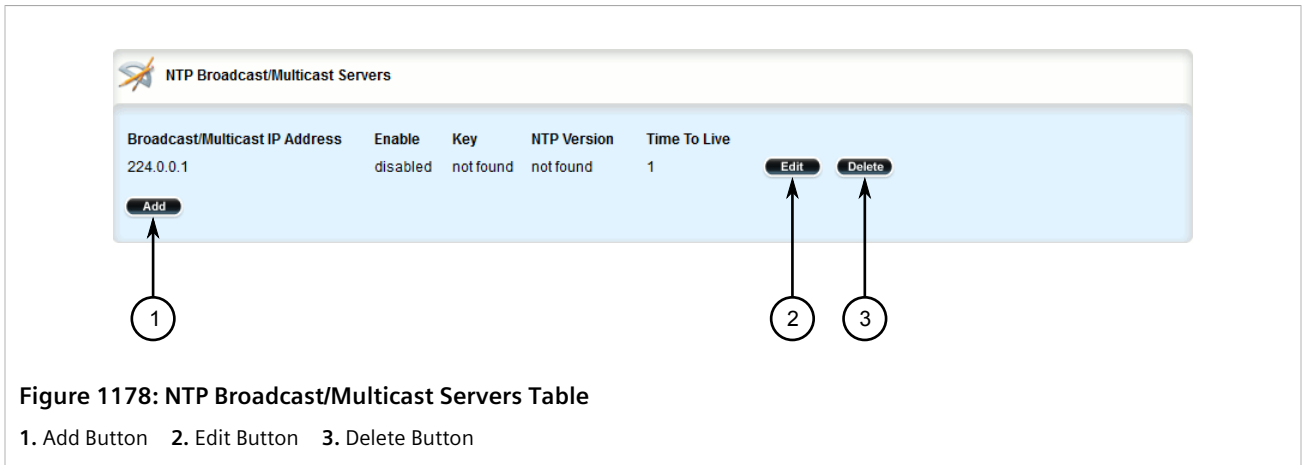 NTP Broadcast/Multicast Servers
Broadcast/Multicast IP Address Enable Key NTP Version Time To Live
224.0.0.1 disabled not found not found 1 Edit Delete
Add
1 2 3
Figure 1178: NTP Broadcast/Multicast Servers Table
1. Add Button 2. Edit Button 3. Delete Button